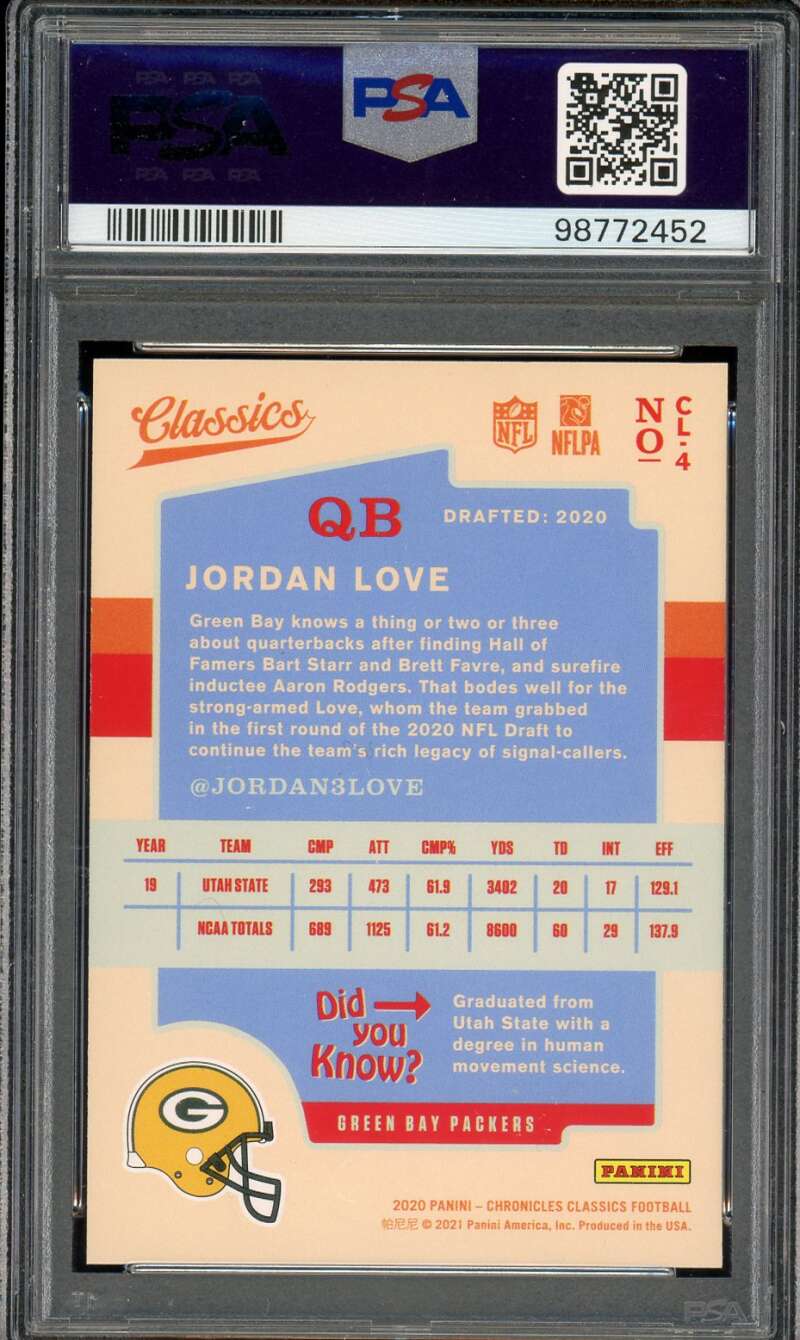 PSA PSA PSA
PSA
PSA PSA PSA
PSA
98772452
Classics
NFL
NFLPA
NO CL-4
QB
DRAFTED: 2020
JORDAN LOVE
Green Bay knows a thing or two or three
about quarterbacks after finding Hall of
Famers Bart Starr and Brett Favre, and surefire
inductee Aaron Rodgers. That bodes well for the
strong-armed Love, whom the team grabbed
in the first round of the 2020 NFL Draft to
continue the team's rich legacy of signal-callers.
@JORDAN3LOVE
YEAR TEAM CMP ATT CMP% YDS TD INT EFF
19 UTAH STATE 293 473 61.9 3402 20 17 129.1
NCAA TOTALS 689 1125 61.2 8600 60 29 137.9
Did you Know?
Graduated from
Utah State with a
degree in human
movement science.
GREEN BAY PACKERS
G
PANINI
2020 PANINI – CHRONICLES CLASSICS FOOTBALL
帕尼尼 © 2021 Panini America, Inc. Produced in the USA.
PSA